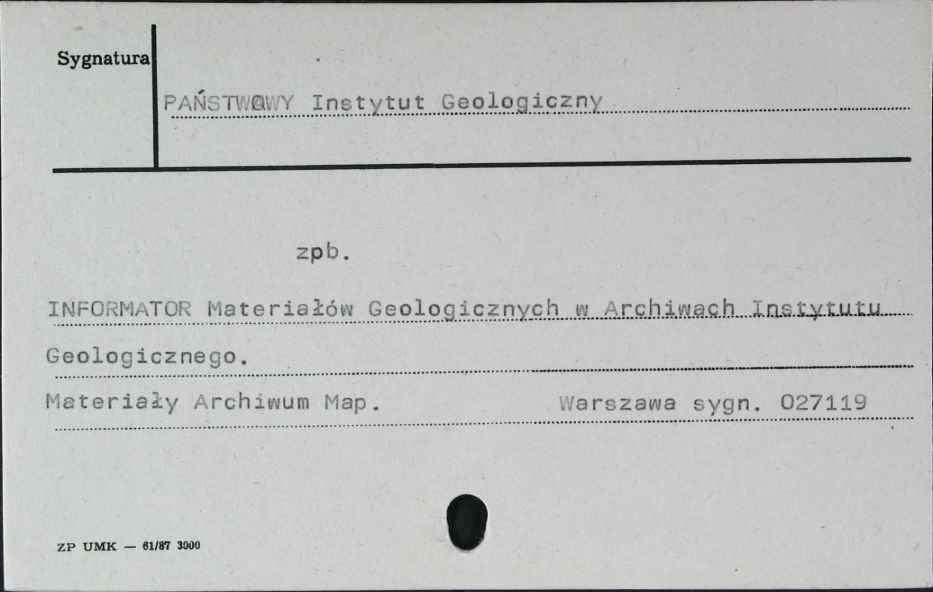 Sygnatura
PAŃSTWOWY Instytut Geologiczny
zpb.
INFORMATOR Materiałów Geologicznych w Archiwach Instytutu
Geologicznego.
Materiały Archiwum Map. Warszawa sygn. 027119
ZP UMK — 61/87 3000